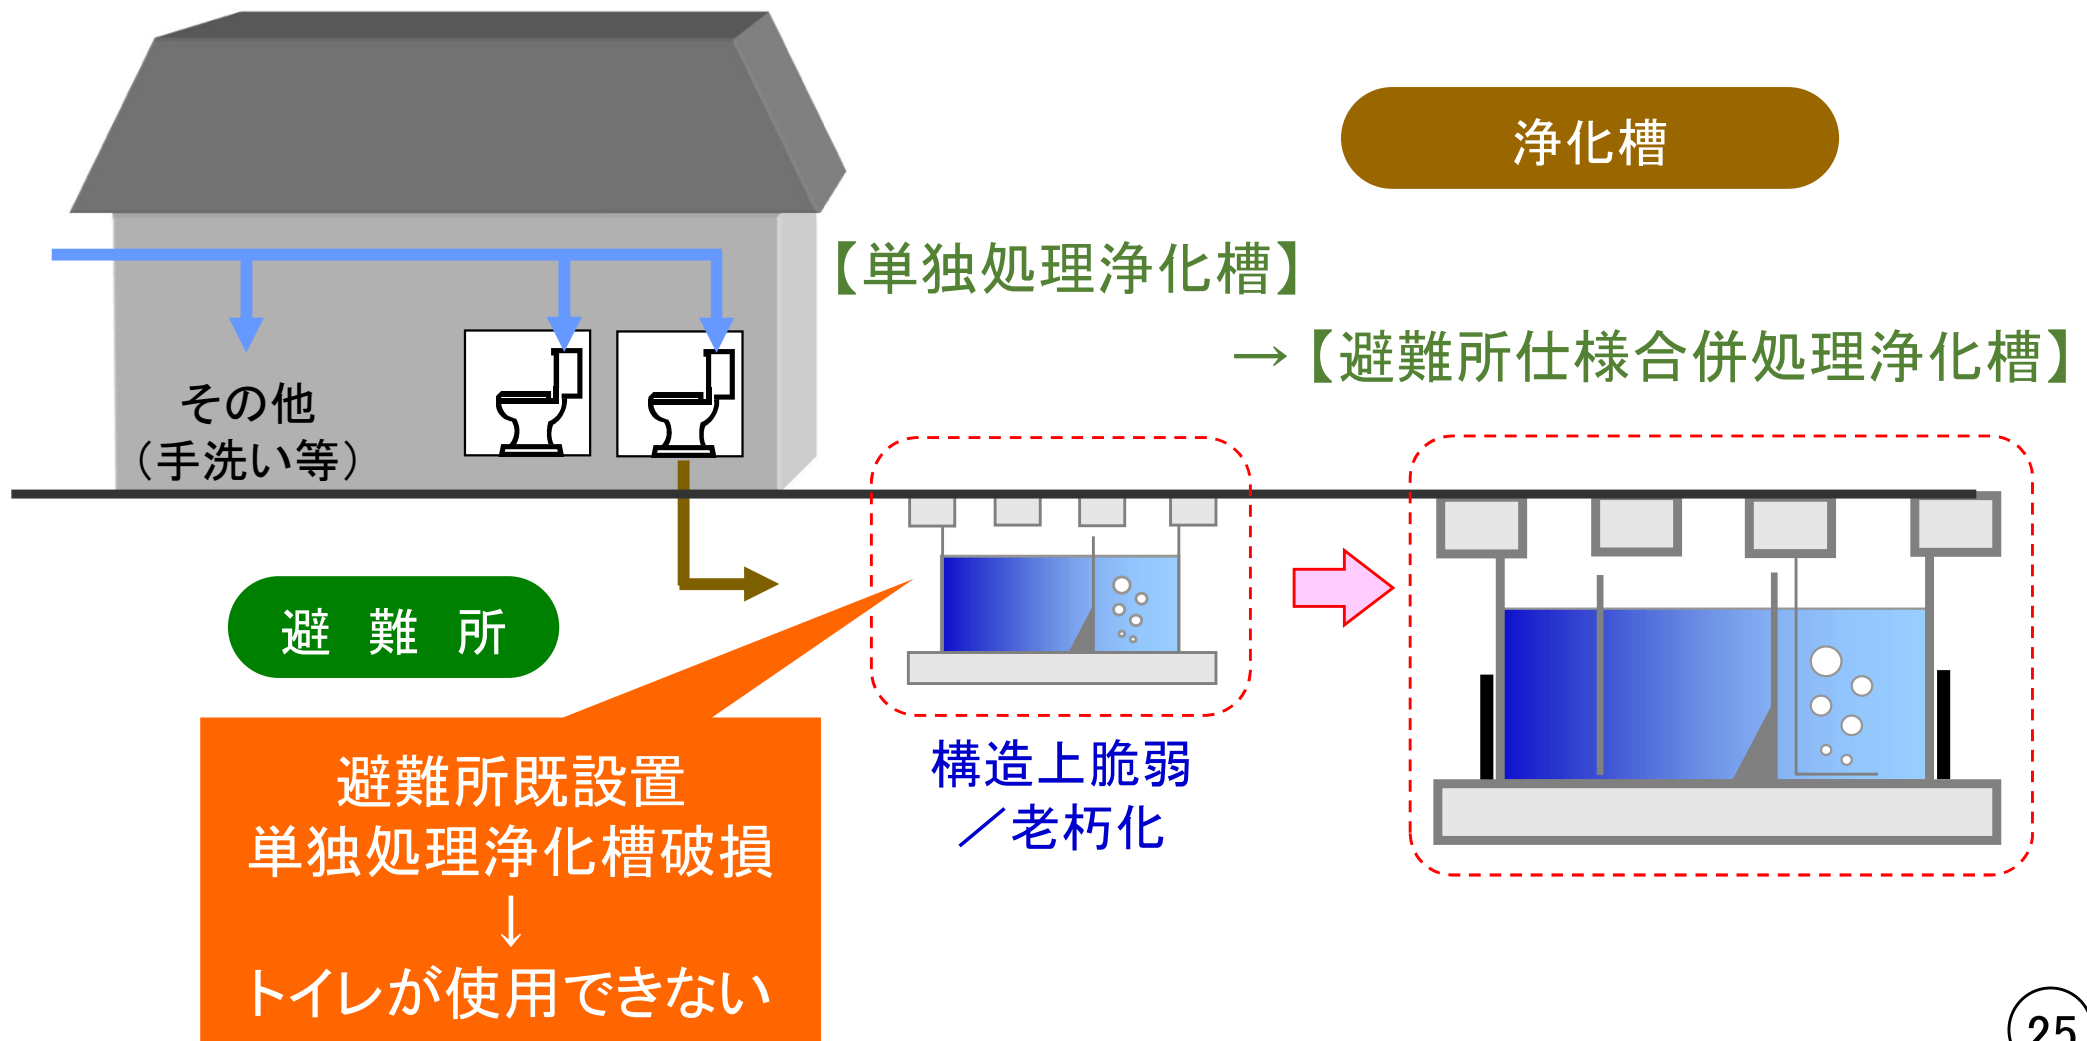 浄化槽
【単独処理浄化槽】
→【避難所仕様合併処理浄化槽】
その他
（手洗い等）
避 難 所
構造上脆弱
／老朽化
避難所既設置
単独処理浄化槽破損
↓
トイレが使用できない
25